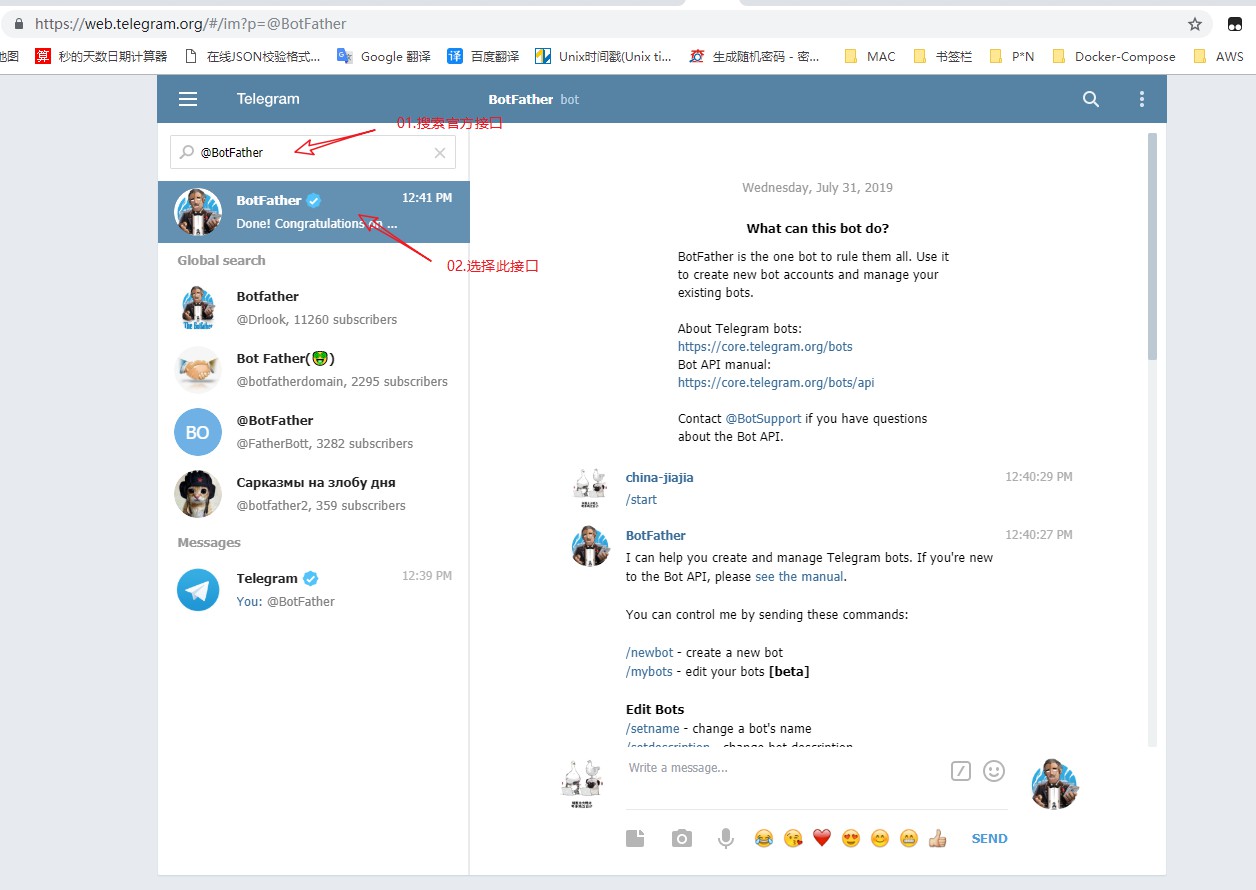 https://web.telegram.org/#/im?p=@BotFather
地图 算 秒的天数日期计算器 在线JSON校验格式... Google 翻译 译 百度翻译 Unix时间戳(Unix ti... 生成随机密码 - 密... MAC 书签栏 P*N Docker-Compose AWS
Telegram
BotFather bot
01.搜索官方接口
@BotFather
BotFather 12:41 PM
Done! Congratulations on ...
02.选择此接口
Global search
Botfather
@Drlook, 11260 subscribers
Bot Father(🤑)
@botfatherdomain, 2295 subscribers
BO
@BotFather
@FatherBott, 3282 subscribers
Сарказмы на злобу дня
@botfather2, 359 subscribers
Messages
Telegram 12:39 PM
You: @BotFather
Wednesday, July 31, 2019
What can this bot do?
BotFather is the one bot to rule them all. Use it
to create new bot accounts and manage your
existing bots.
About Telegram bots:
https://core.telegram.org/bots
Bot API manual:
https://core.telegram.org/bots/api
Contact @BotSupport if you have questions
about the Bot API.
china-jiajia 12:40:29 PM
/start
BotFather 12:40:27 PM
I can help you create and manage Telegram bots. If you're new
to the Bot API, please see the manual.
You can control me by sending these commands:
/newbot - create a new bot
/mybots - edit your bots [beta]
Edit Bots
/setname - change a bot's name
/setdescription - change bot description
Write a message...
SEND